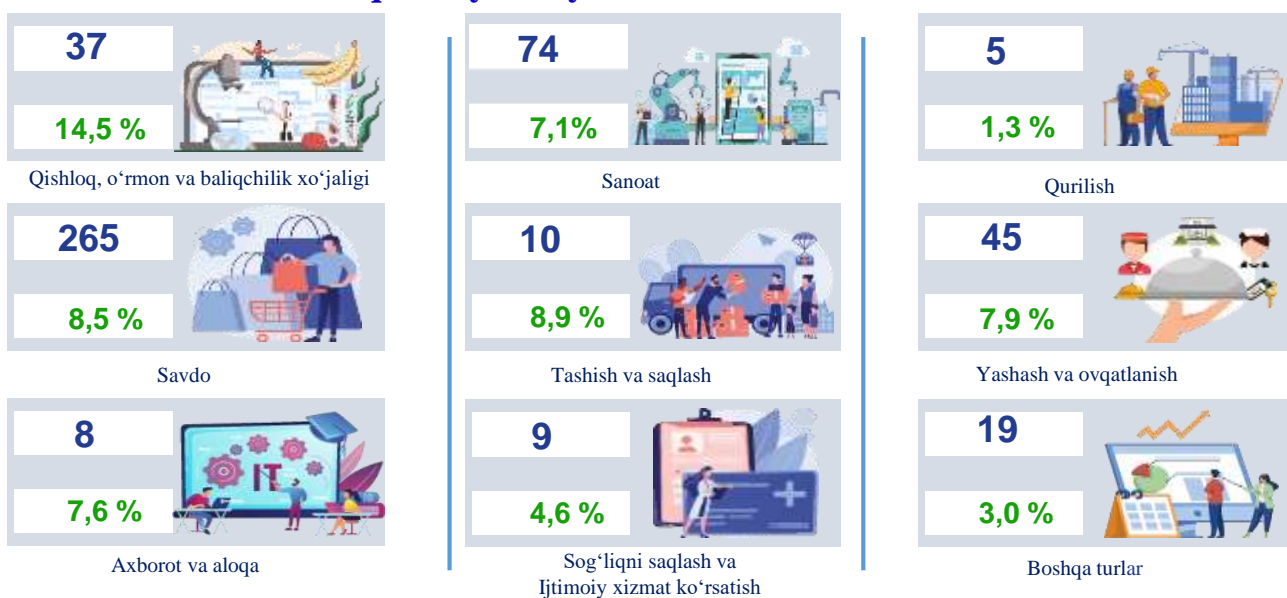 37
14,5 %
Qishloq, o‘rmon va baliqchilik xo‘jaligi
74
7,1%
Sanoat
5
1,3 %
Qurilish
265
8,5 %
Savdo
10
8,9 %
Tashish va saqlash
45
7,9 %
Yashash va ovqatlanish
8
IT
7,6 %
Axborot va aloqa
9
4,6 %
Sog‘liqni saqlash va
Ijtimoiy xizmat ko‘rsatish
19
3,0 %
Boshqa turlar